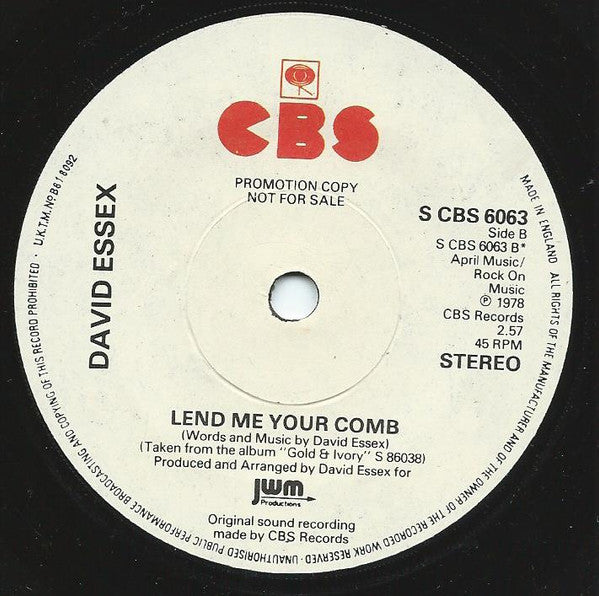 CBS
PROMOTION COPY
NOT FOR SALE
DAVID ESSEX
S CBS 6063
Side B
S CBS 6063 B*
April Music/
Rock On
Music
℗ 1978
CBS Records
2.57
45 RPM
STEREO
LEND ME YOUR COMB
(Words and Music by David Essex)
(Taken from the album "Gold & Ivory" S 86038)
Produced and Arranged by David Essex for
jwm
Productions
Original sound recording
made by CBS Records
MADE IN ENGLAND ALL RIGHTS OF THE MANUFACTURER AND OF THE OWNER OF THE RECORDED WORK RESERVED · UNAUTHORISED PUBLIC PERFORMANCE BROADCASTING AND COPYING OF THIS RECORD PROHIBITED · U.K.T.M. Nº B618092